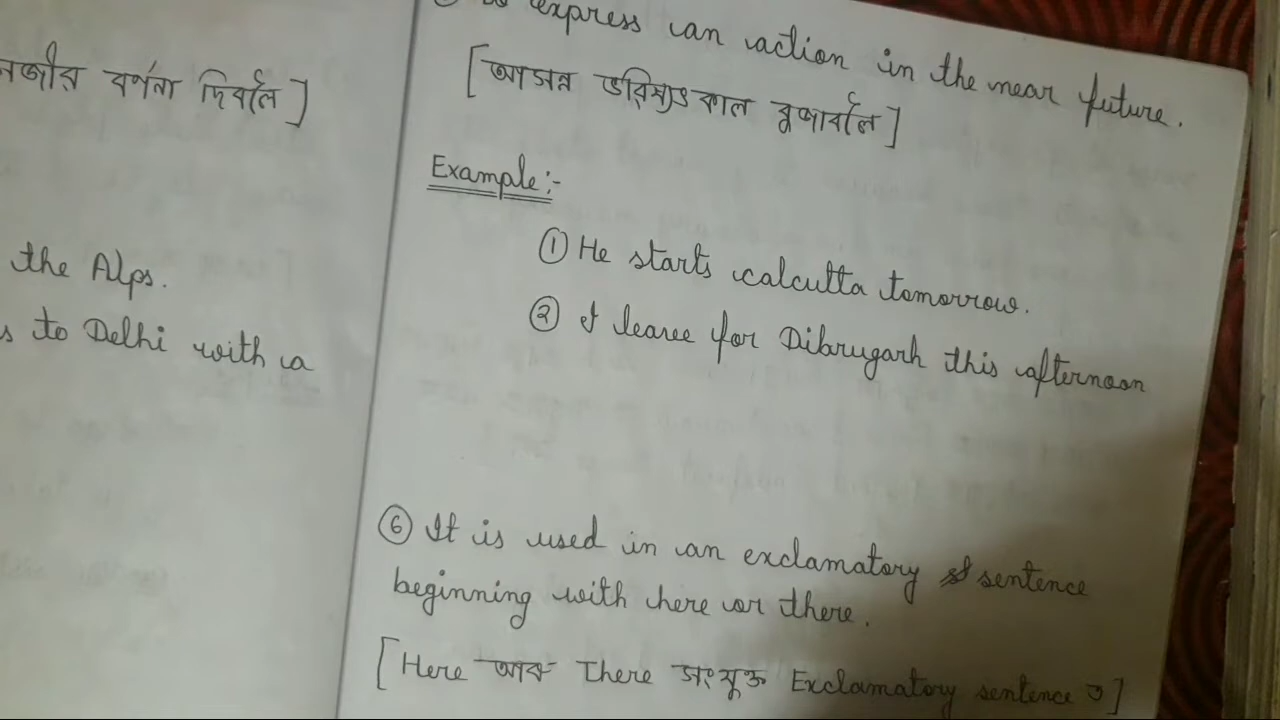 বৰ্ণনা দিবলৈ]
the Alps.
to Delhi with a
to express an action in the near future.
[আসন্ন ভৱিষ্যত কাল বুজাবলৈ]
Example:-
① He starts calcutta tomorrow.
② I leave for Dibrugarh this afternoon
⑥ It is used in an exclamatory sentence
beginning with here or there.
[Here আৰু There সংযুক্ত Exclamatory sentence ত]